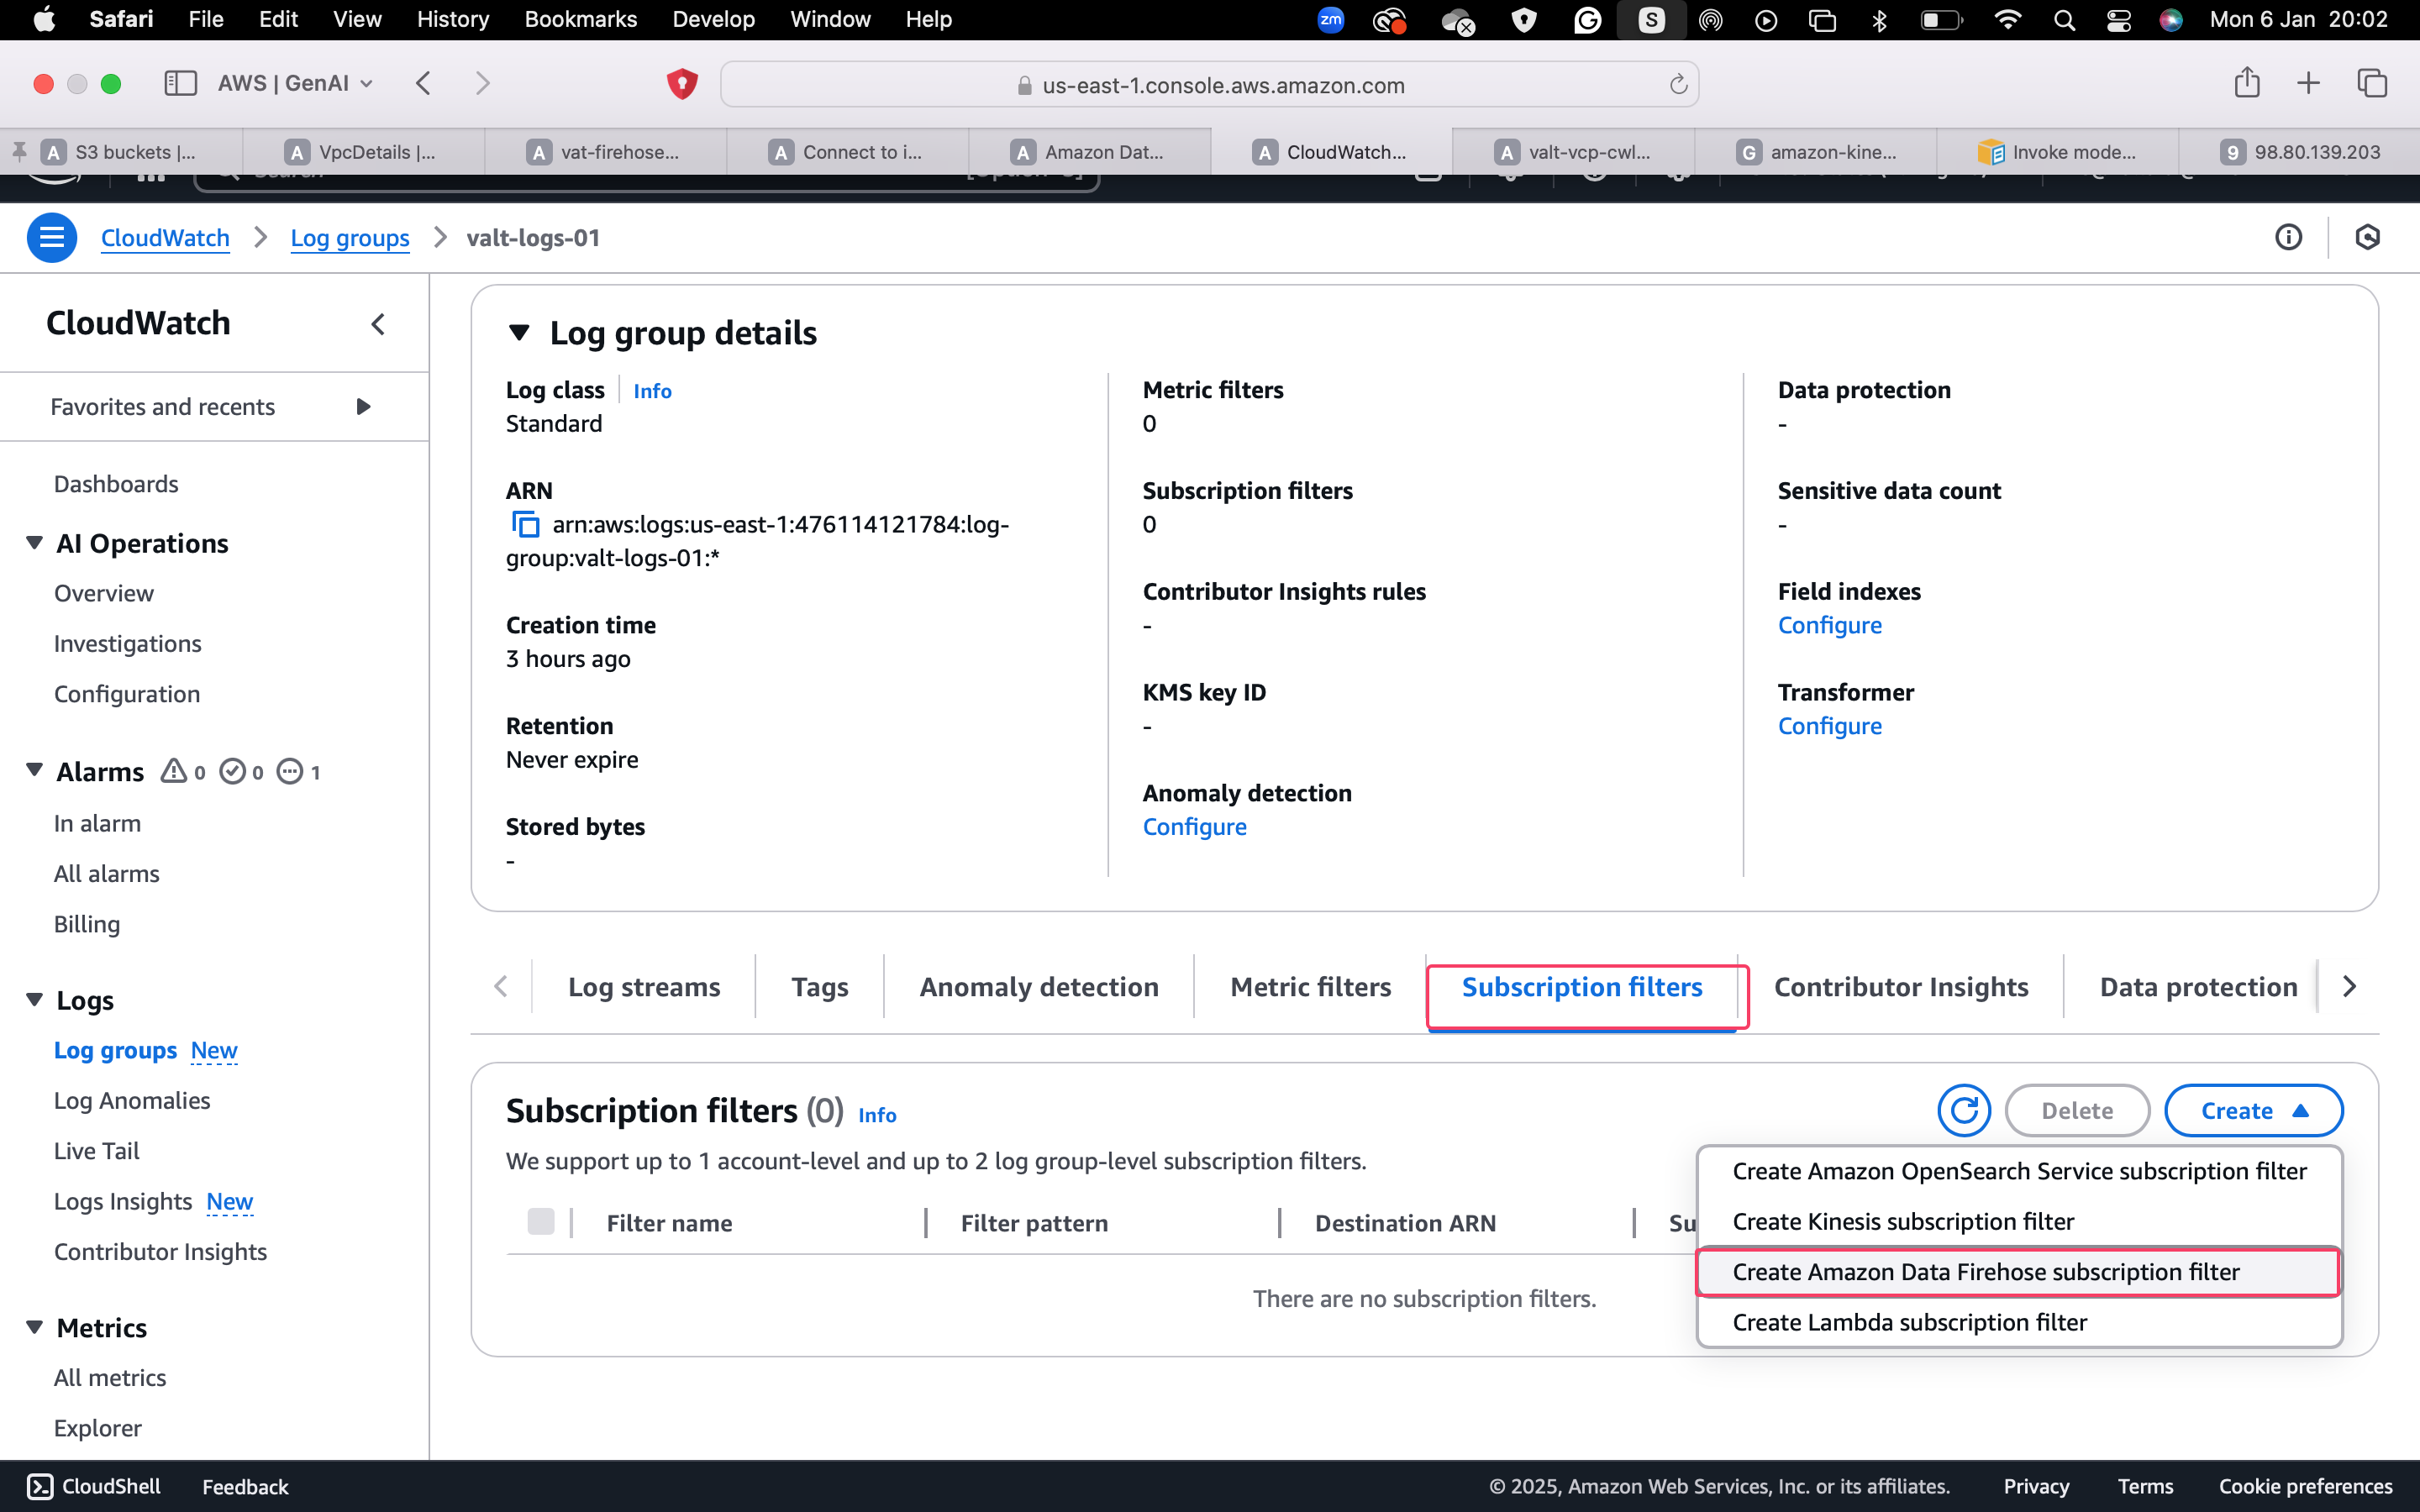 Safari File Edit View History Bookmarks Develop Window Help zm S Mon 6 Jan 20:02
AWS | GenAI us-east-1.console.aws.amazon.com
A S3 buckets |... A VpcDetails |... A vat-firehose... A Connect to i... A Amazon Dat... A CloudWatch... A valt-vcp-cwl... G amazon-kine... Invoke mode... 9 98.80.139.203
CloudWatch > Log groups > valt-logs-01
CloudWatch
Favorites and recents
Dashboards
AI Operations
Overview
Investigations
Configuration
Alarms 0 0 1
In alarm
All alarms
Billing
Logs
Log groups New
Log Anomalies
Live Tail
Logs Insights New
Contributor Insights
Metrics
All metrics
Explorer
Log group details
Log class Info
Standard
ARN
arn:aws:logs:us-east-1:476114121784:log-
group:valt-logs-01:*
Creation time
3 hours ago
Retention
Never expire
Stored bytes
-
Metric filters
0
Subscription filters
0
Contributor Insights rules
-
KMS key ID
-
Anomaly detection
Configure
Data protection
-
Sensitive data count
-
Field indexes
Configure
Transformer
Configure
Log streams Tags Anomaly detection Metric filters Subscription filters Contributor Insights Data protection
Subscription filters (0) Info
Delete Create
We support up to 1 account-level and up to 2 log group-level subscription filters.
Filter name Filter pattern Destination ARN Su
There are no subscription filters.
Create Amazon OpenSearch Service subscription filter
Create Kinesis subscription filter
Create Amazon Data Firehose subscription filter
Create Lambda subscription filter
CloudShell Feedback © 2025, Amazon Web Services, Inc. or its affiliates. Privacy Terms Cookie preferences